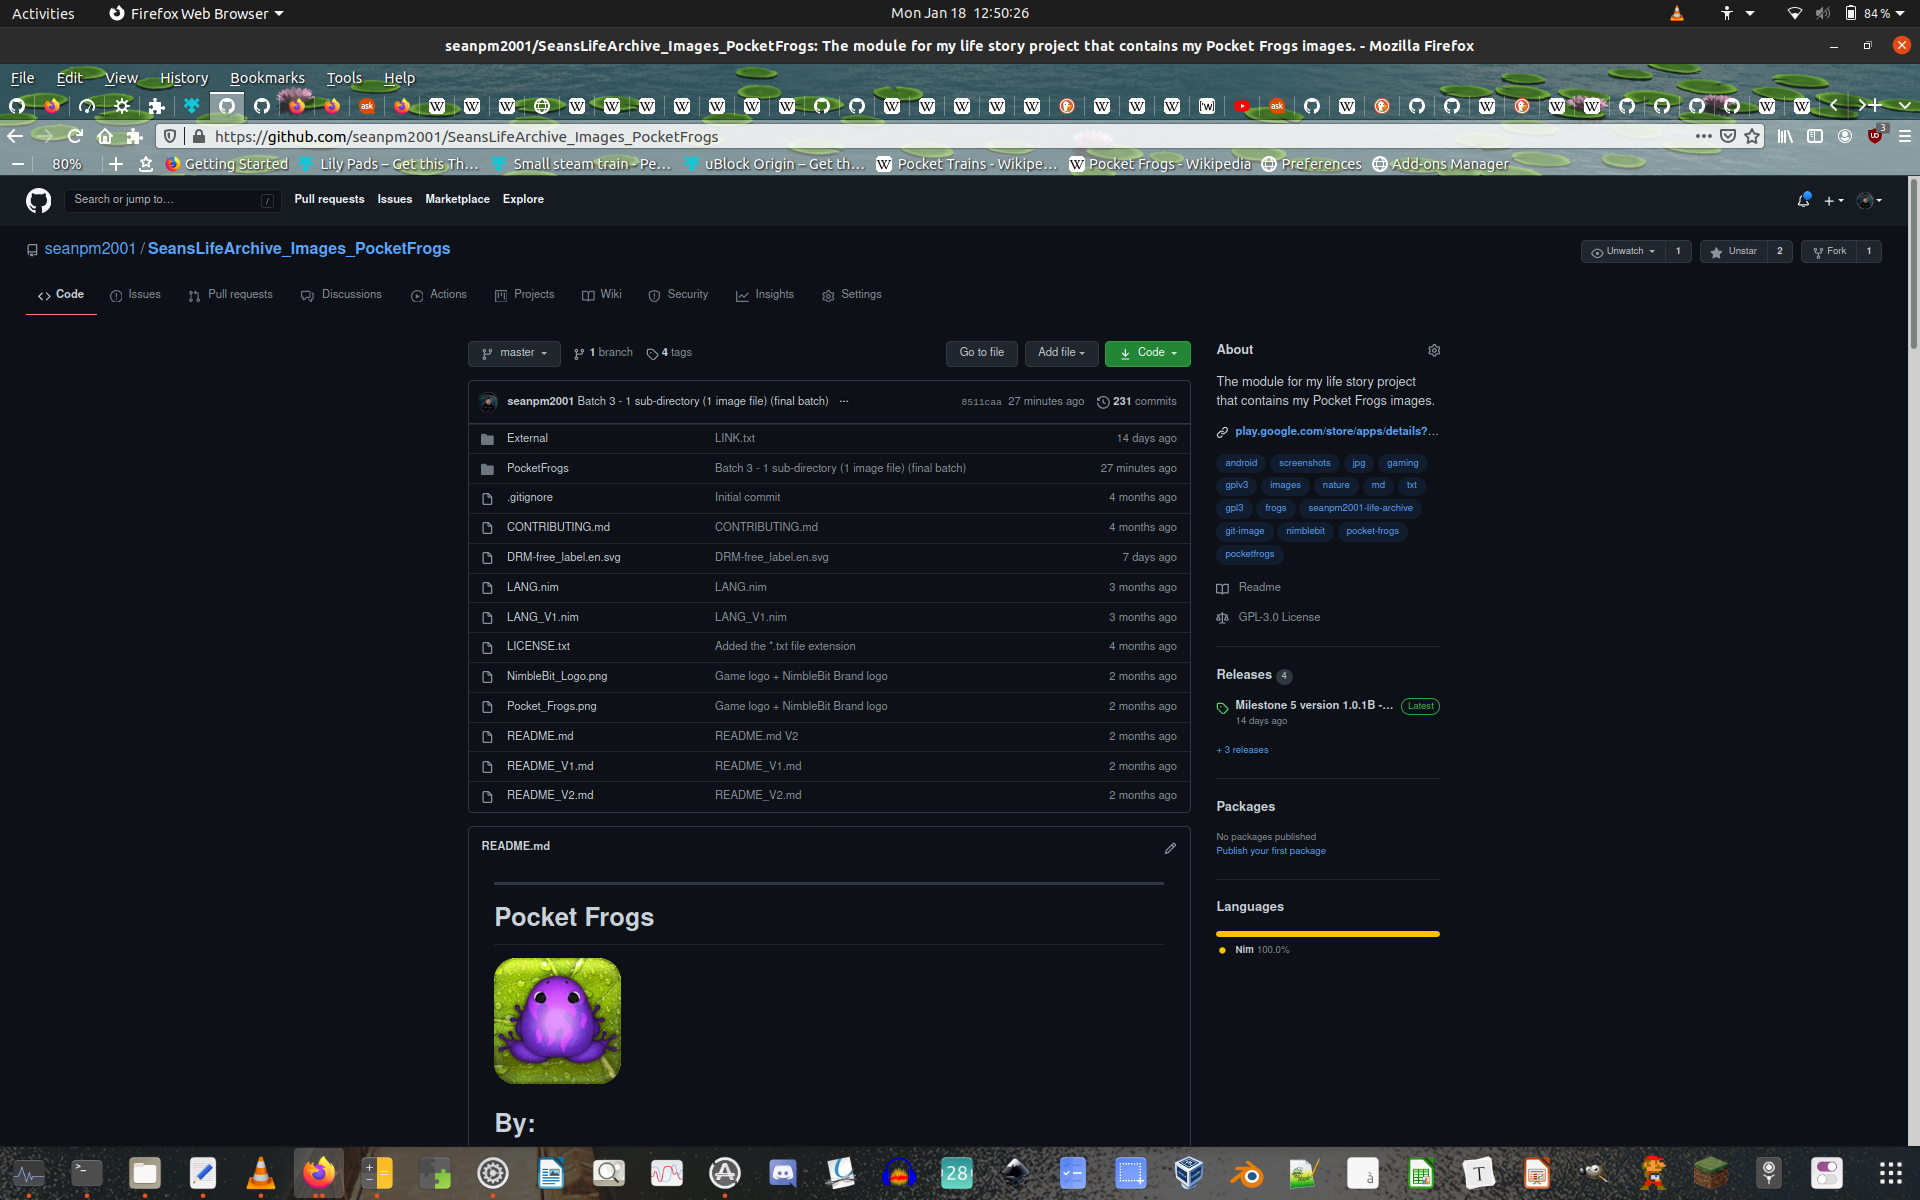 Activities
Firefox Web Browser
Mon Jan 18 12:50:26
84 %
seanpm2001/SeansLifeArchive_Images_PocketFrogs: The module for my life story project that contains my Pocket Frogs images. - Mozilla Firefox
File Edit View History Bookmarks Tools Help
https://github.com/seanpm2001/SeansLifeArchive_Images_PocketFrogs
3
80%
Getting Started
Lily Pads – Get this Th…
Small steam train - Pe…
uBlock Origin – Get th…
Pocket Trains - Wikipe…
Pocket Frogs - Wikipedia
Preferences
Add-ons Manager
Search or jump to…
/
Pull requests Issues Marketplace Explore
seanpm2001 / SeansLifeArchive_Images_PocketFrogs
Unwatch 1
Unstar 2
Fork 1
Code Issues Pull requests Discussions Actions Projects Wiki Security Insights Settings
master
1 branch
4 tags
Go to file
Add file
Code
seanpm2001 Batch 3 - 1 sub-directory (1 image file) (final batch) ...
8511caa 27 minutes ago
231 commits
External LINK.txt 14 days ago
PocketFrogs Batch 3 - 1 sub-directory (1 image file) (final batch) 27 minutes ago
.gitignore Initial commit 4 months ago
CONTRIBUTING.md CONTRIBUTING.md 4 months ago
DRM-free_label.en.svg DRM-free_label.en.svg 7 days ago
LANG.nim LANG.nim 3 months ago
LANG_V1.nim LANG_V1.nim 3 months ago
LICENSE.txt Added the *.txt file extension 4 months ago
NimbleBit_Logo.png Game logo + NimbleBit Brand logo 2 months ago
Pocket_Frogs.png Game logo + NimbleBit Brand logo 2 months ago
README.md README.md V2 2 months ago
README_V1.md README_V1.md 2 months ago
README_V2.md README_V2.md 2 months ago
README.md
Pocket Frogs
By:
About
The module for my life story project
that contains my Pocket Frogs images.
play.google.com/store/apps/details?…
android screenshots jpg gaming
gplv3 images nature md txt
gpl3 frogs seanpm2001-life-archive
git-image nimblebit pocket-frogs
pocketfrogs
Readme
GPL-3.0 License
Releases 4
Milestone 5 version 1.0.1B -… Latest
14 days ago
+ 3 releases
Packages
No packages published
Publish your first package
Languages
Nim 100.0%
28